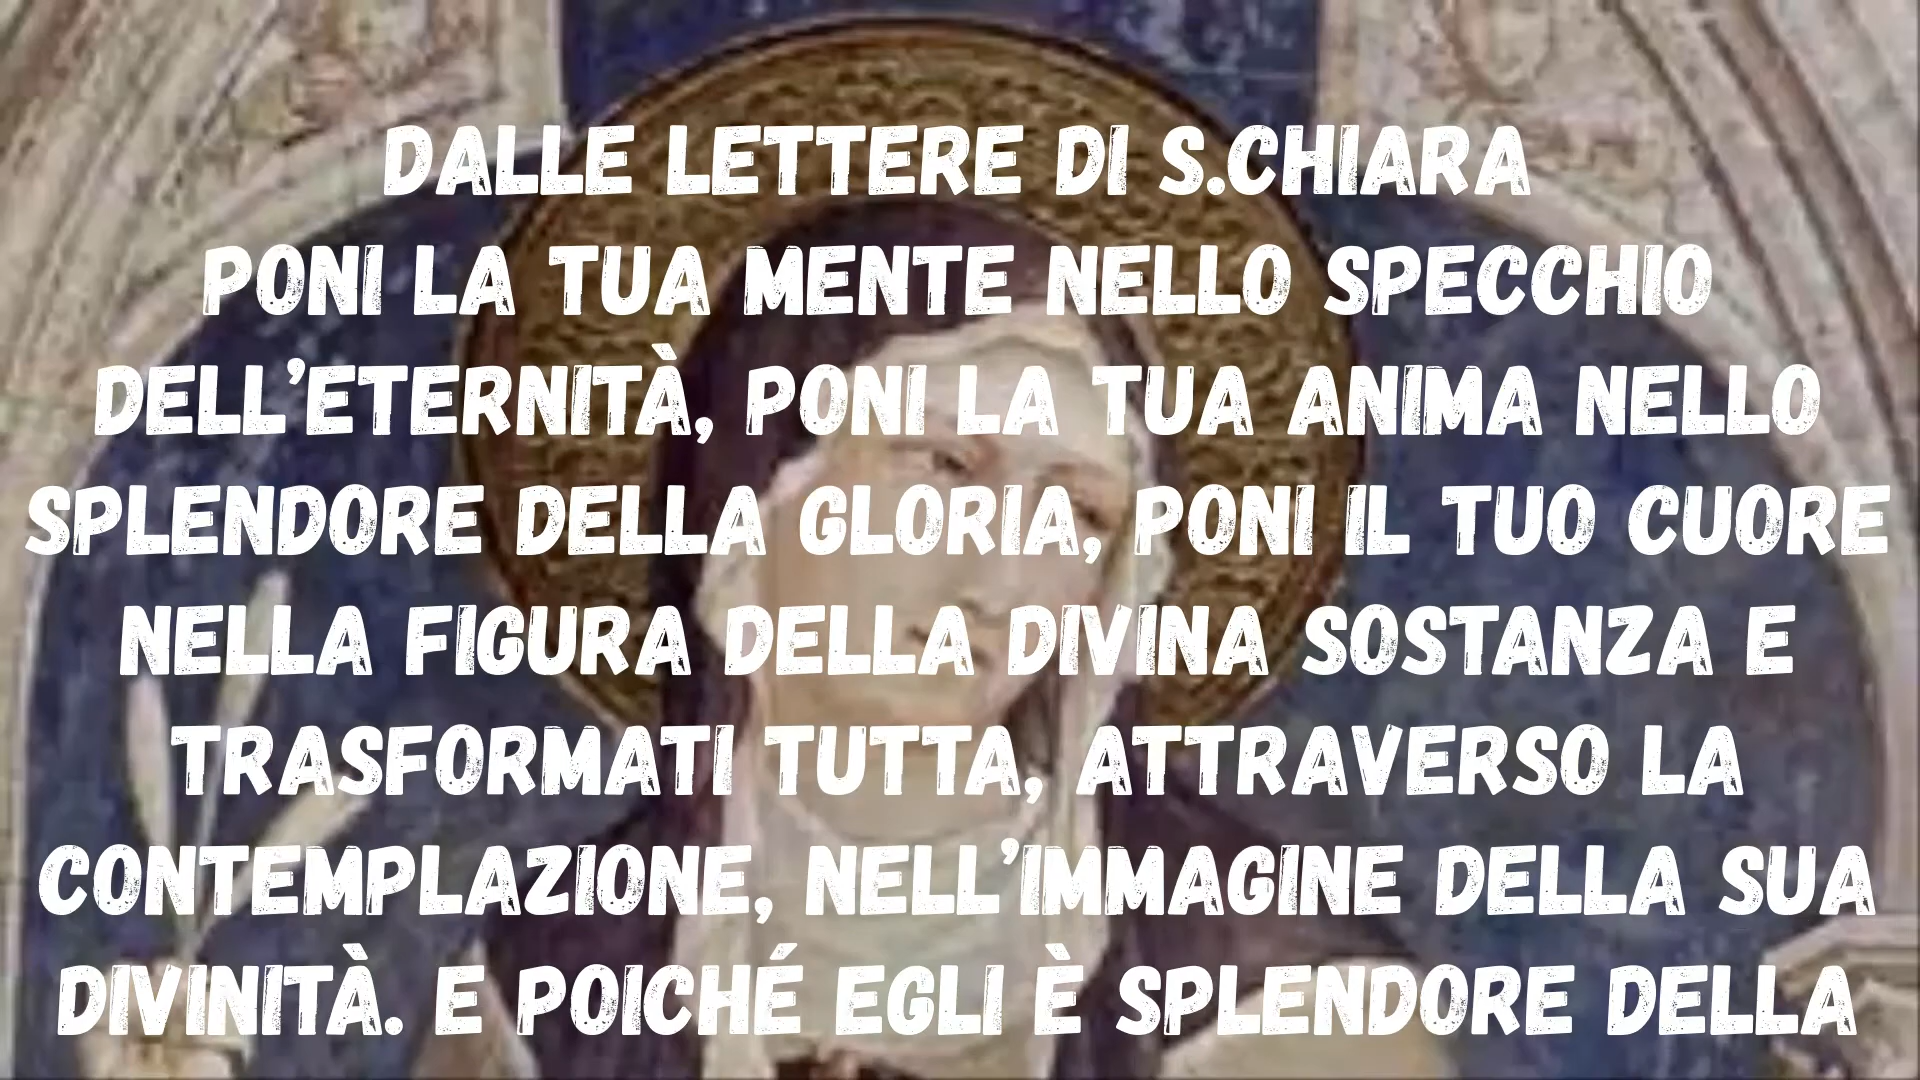 DALLE LETTERE DI S.CHIARA
PONI LA TUA MENTE NELLO SPECCHIO
DELL'ETERNITÀ, PONI LA TUA ANIMA NELLO
SPLENDORE DELLA GLORIA, PONI IL TUO CUORE
NELLA FIGURA DELLA DIVINA SOSTANZA E
TRASFORMATI TUTTA, ATTRAVERSO LA
CONTEMPLAZIONE, NELL'IMMAGINE DELLA SUA
DIVINITÀ. E POICHÉ EGLI È SPLENDORE DELLA